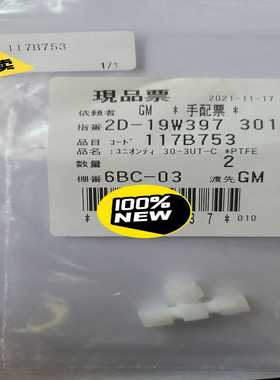 117B753
1/1
現品票
2021-11-17
依頼者 GM * 手配票 *
指番 2D-19W397 301
品目コード 117B753
品名:ユニオンティ 30-3UT-C *PTFE
数量 2
棚番 6BC-03 渡先 GM
100%
NEW
37 * 010